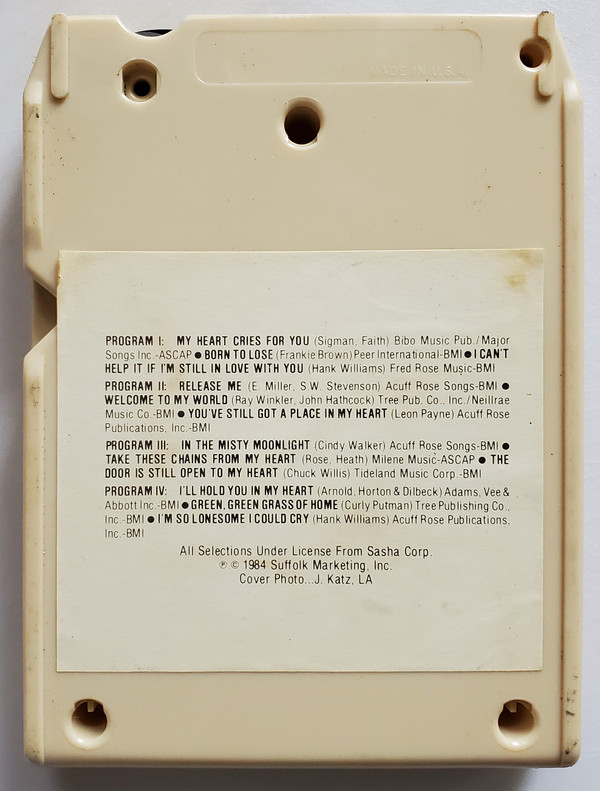 MADE IN U.S.A.
PROGRAM I: MY HEART CRIES FOR YOU (Sigman, Faith) Bibo Music Pub./Major
Songs Inc.-ASCAP ● BORN TO LOSE (Frankie Brown) Peer International-BMI ● I CAN'T
HELP IT IF I'M STILL IN LOVE WITH YOU (Hank Williams) Fred Rose Music-BMI
PROGRAM II: RELEASE ME (E. Miller, S.W. Stevenson) Acuff Rose Songs-BMI ●
WELCOME TO MY WORLD (Ray Winkler, John Hathcock) Tree Pub. Co., Inc./Neillrae
Music Co.-BMI ● YOU'VE STILL GOT A PLACE IN MY HEART (Leon Payne) Acuff Rose
Publications, Inc.-BMI
PROGRAM III: IN THE MISTY MOONLIGHT (Cindy Walker) Acuff Rose Songs-BMI ●
TAKE THESE CHAINS FROM MY HEART (Rose, Heath) Milene Music-ASCAP ● THE
DOOR IS STILL OPEN TO MY HEART (Chuck Willis) Tideland Music Corp.-BMI
PROGRAM IV: I'LL HOLD YOU IN MY HEART (Arnold, Horton & Dilbeck) Adams, Vee &
Abbott Inc.-BMI ● GREEN, GREEN GRASS OF HOME (Curly Putman) Tree Publishing Co.,
Inc.-BMI ● I'M SO LONESOME I COULD CRY (Hank Williams) Acuff Rose Publications,
Inc.-BMI
All Selections Under License From Sasha Corp.
℗ © 1984 Suffolk Marketing, Inc.
Cover Photo...J. Katz, LA